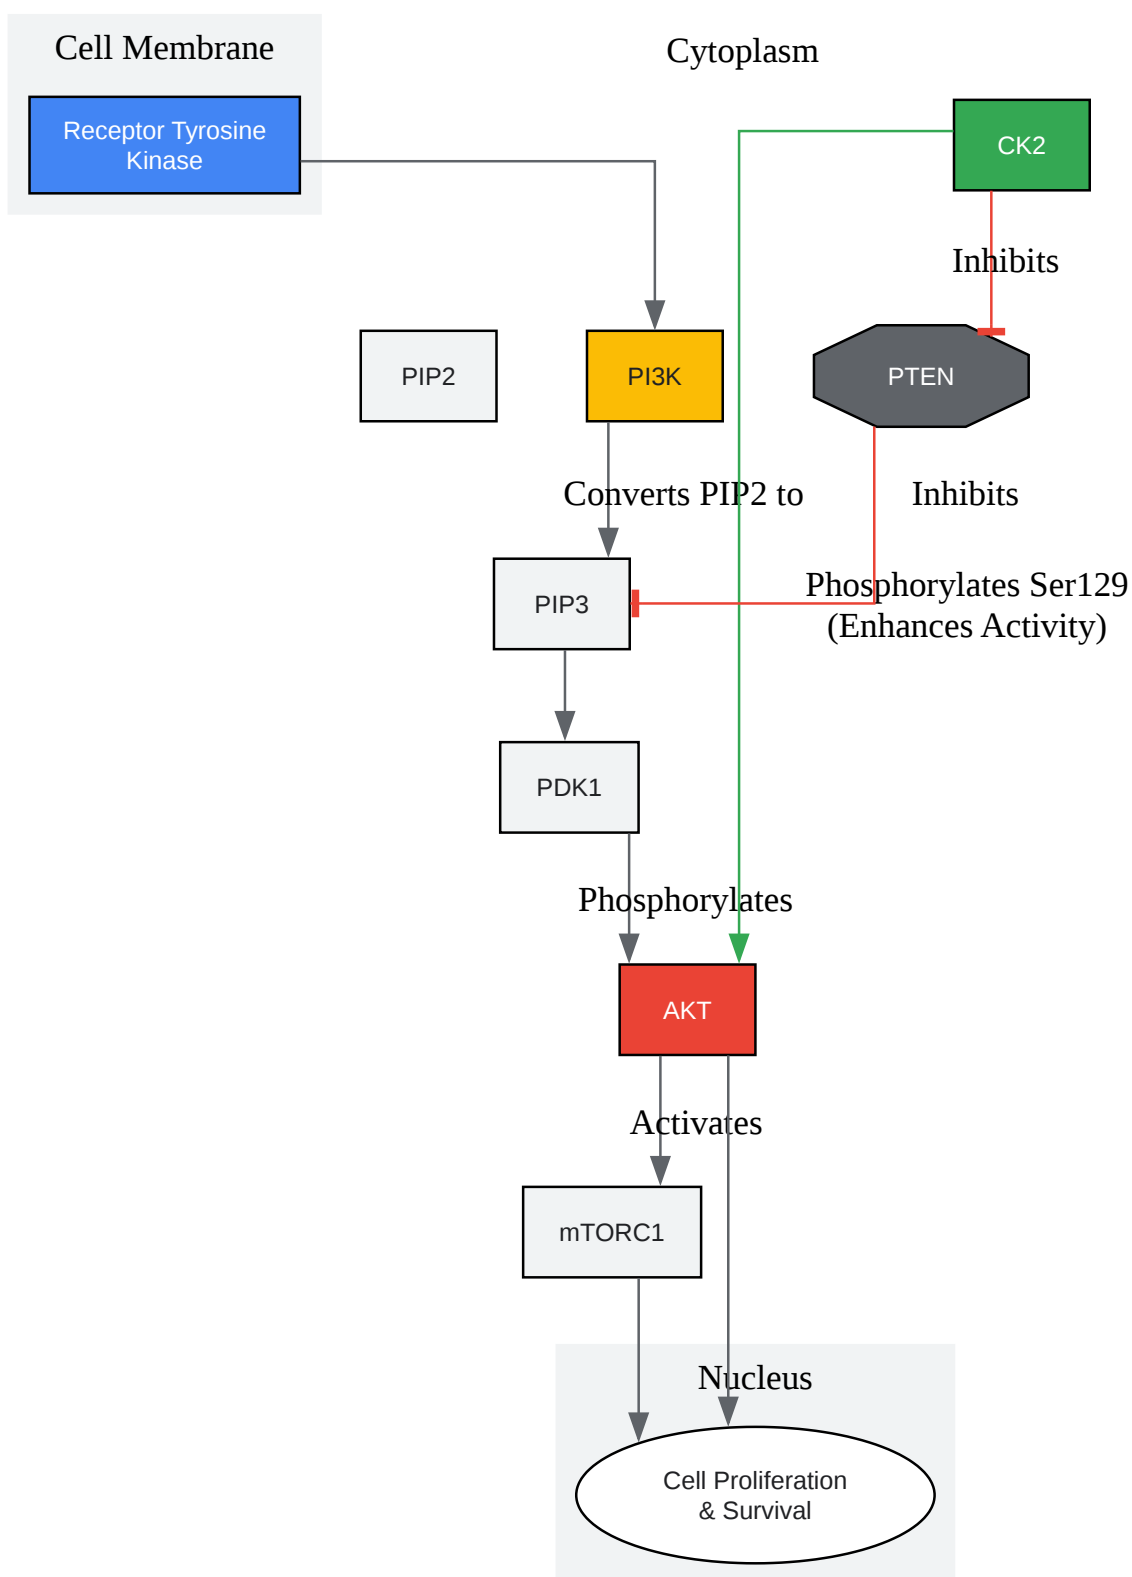 Cell Membrane
Cytoplasm
Receptor Tyrosine
Kinase
CK2
Inhibits
PIP2
PI3K
PTEN
Converts PIP2 to
Inhibits
PIP3
Phosphorylates Ser129
(Enhances Activity)
PDK1
Phosphorylates
AKT
Activates
mTORC1
Nucleus
Cell Proliferation
& Survival